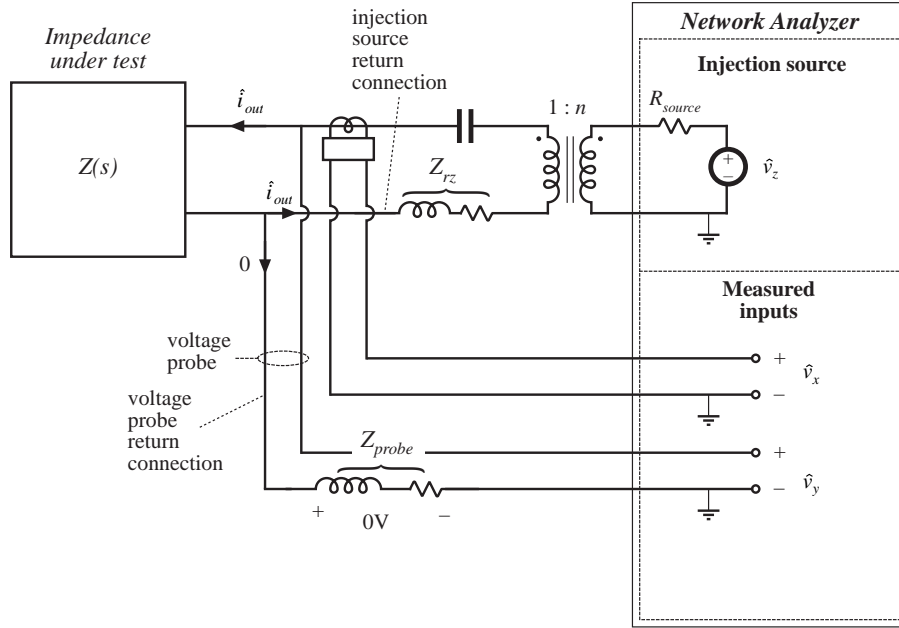 Impedance
under test
Z(s)
î_out
î_out
0
injection
source
return
connection
Z_rz
1 : n
Network Analyzer
Injection source
R_source
+
–
v̂_z
Measured
inputs
voltage
probe
+
v̂_x
–
voltage
probe
return
connection
Z_probe
+
v̂_y
–
+
0V
–